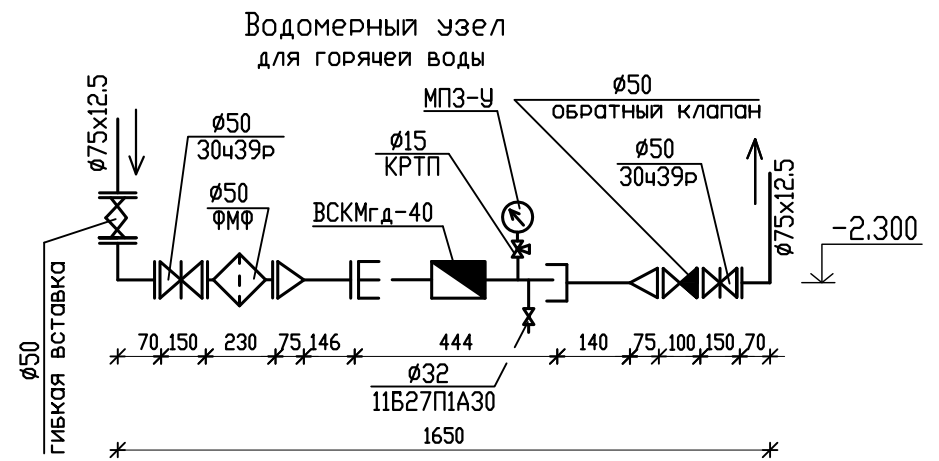 Водомерный узел
для горячей воды
ø75x12.5
ø50
30ч39р
ø50
ФМФ
ВСКМгд-40
ø15
КРТП
МПЗ-У
ø50
обратный клапан
ø50
30ч39р
ø75x12.5
-2.300
ø50
гибкая вставка
70 150 230 75 146 444 140 75 100 150 70
ø32
11Б27П1А30
1650